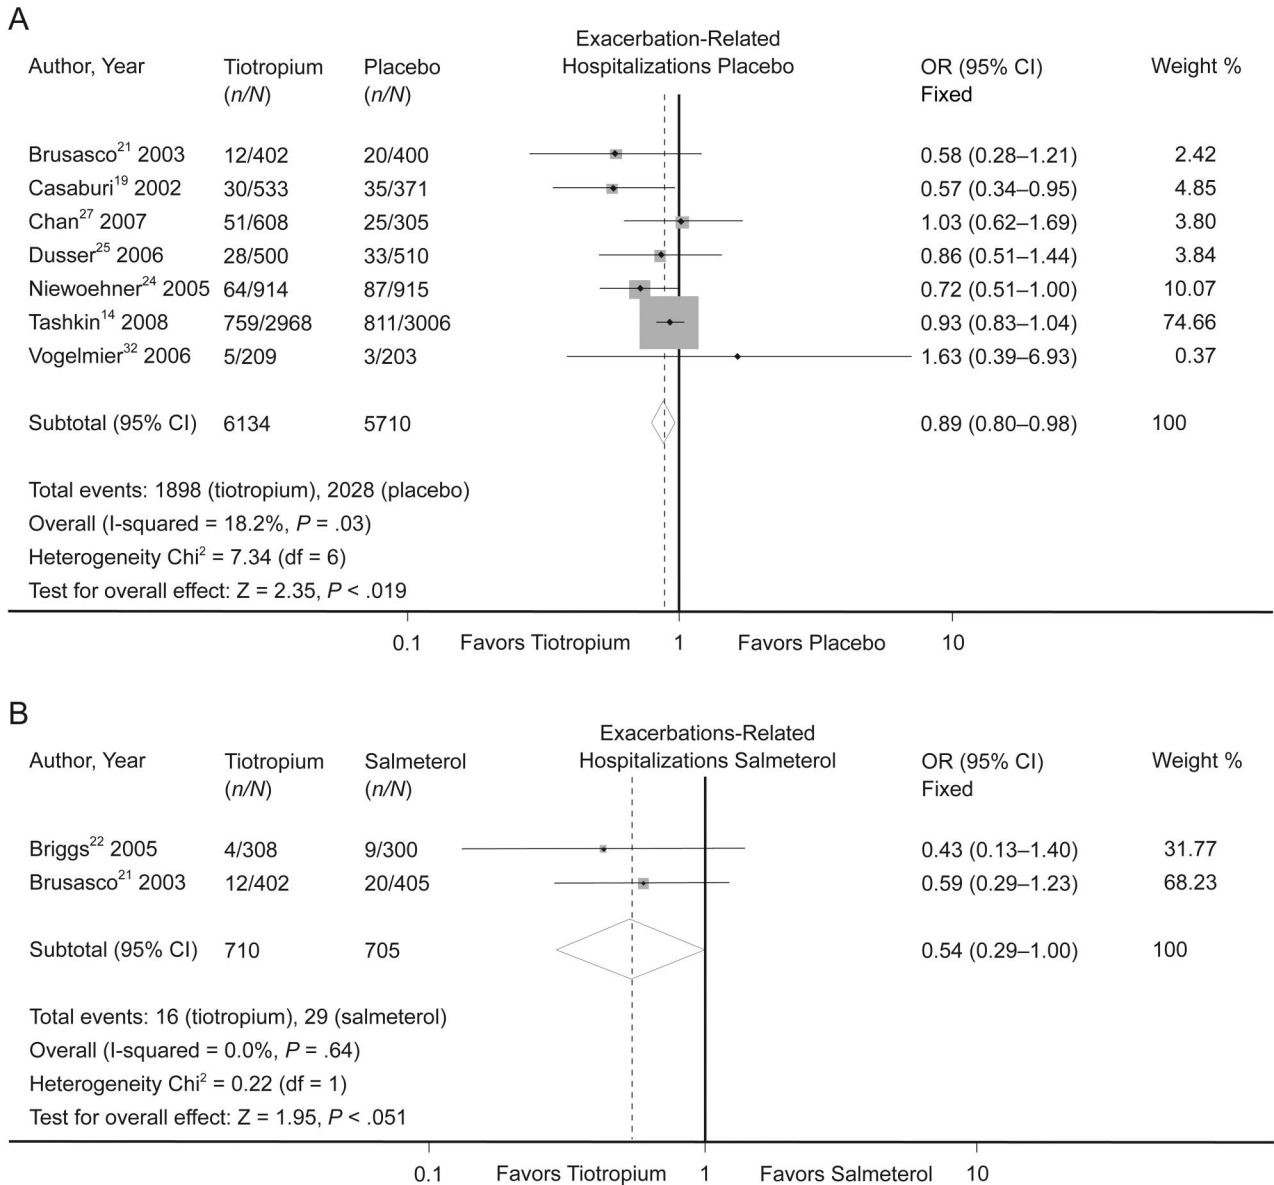 A
Exacerbation-Related
Author, Year Tiotropium Placebo Hospitalizations Placebo OR (95% CI) Weight %
(n/N) (n/N) Fixed
Brusasco21 2003 12/402 20/400 0.58 (0.28–1.21) 2.42
Casaburi19 2002 30/533 35/371 0.57 (0.34–0.95) 4.85
Chan27 2007 51/608 25/305 1.03 (0.62–1.69) 3.80
Dusser25 2006 28/500 33/510 0.86 (0.51–1.44) 3.84
Niewoehner24 2005 64/914 87/915 0.72 (0.51–1.00) 10.07
Tashkin14 2008 759/2968 811/3006 0.93 (0.83–1.04) 74.66
Vogelmier32 2006 5/209 3/203 1.63 (0.39–6.93) 0.37
Subtotal (95% CI) 6134 5710 0.89 (0.80–0.98) 100
Total events: 1898 (tiotropium), 2028 (placebo)
Overall (I-squared = 18.2%, P = .03)
Heterogeneity Chi2 = 7.34 (df = 6)
Test for overall effect: Z = 2.35, P < .019
0.1 Favors Tiotropium 1 Favors Placebo 10
B
Exacerbations-Related
Author, Year Tiotropium Salmeterol Hospitalizations Salmeterol OR (95% CI) Weight %
(n/N) (n/N) Fixed
Briggs22 2005 4/308 9/300 0.43 (0.13–1.40) 31.77
Brusasco21 2003 12/402 20/405 0.59 (0.29–1.23) 68.23
Subtotal (95% CI) 710 705 0.54 (0.29–1.00) 100
Total events: 16 (tiotropium), 29 (salmeterol)
Overall (I-squared = 0.0%, P = .64)
Heterogeneity Chi2 = 0.22 (df = 1)
Test for overall effect: Z = 1.95, P < .051
0.1 Favors Tiotropium 1 Favors Salmeterol 10